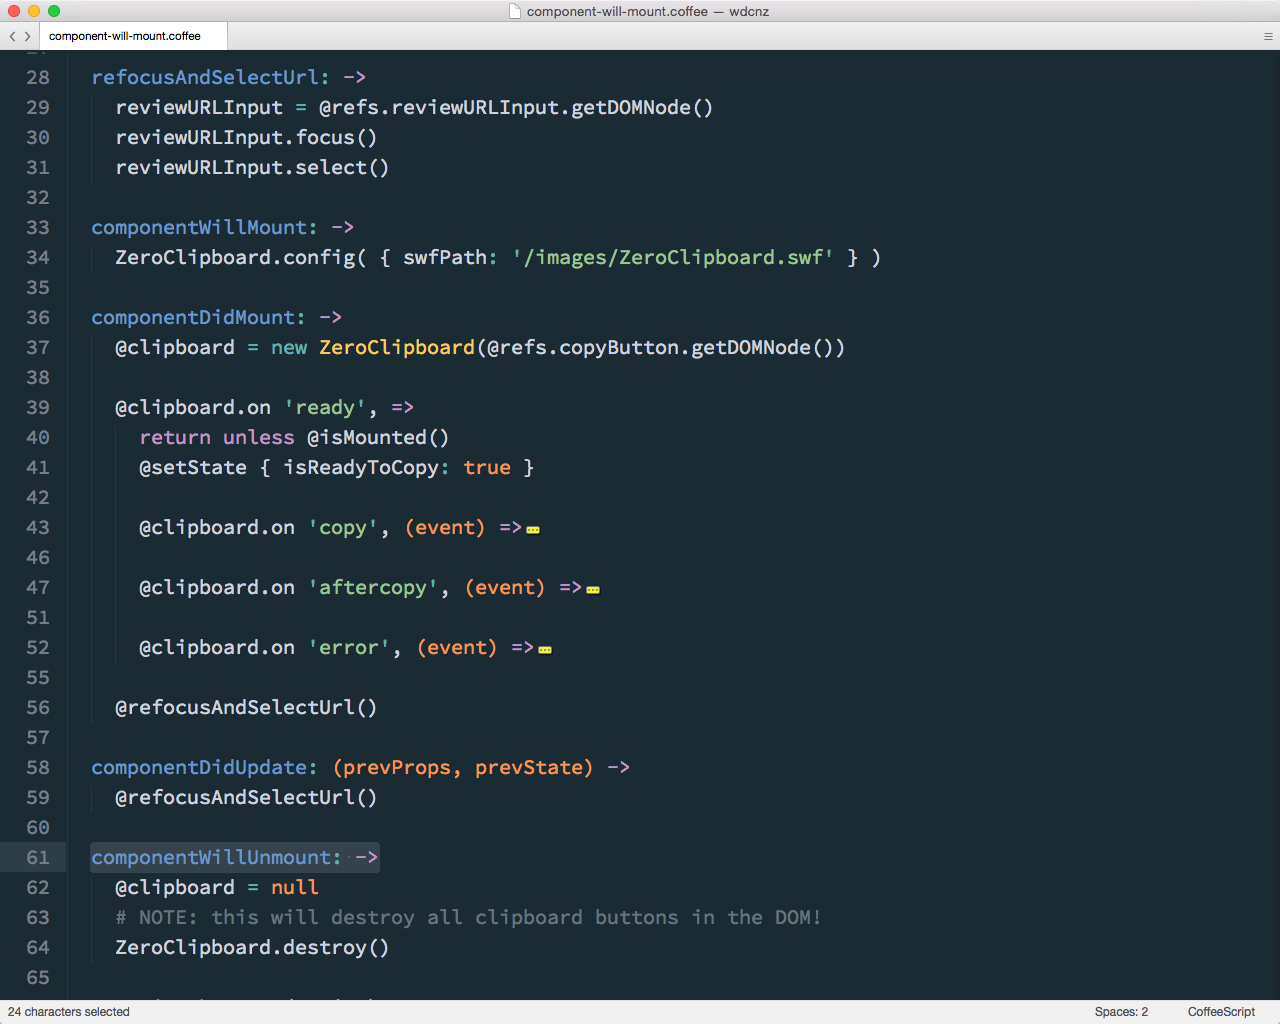 component-will-mount.coffee — wdcnz
component-will-mount.coffee
28 refocusAndSelectUrl: ->
29 reviewURLInput = @refs.reviewURLInput.getDOMNode()
30 reviewURLInput.focus()
31 reviewURLInput.select()
32
33 componentWillMount: ->
34 ZeroClipboard.config( { swfPath: '/images/ZeroClipboard.swf' } )
35
36 componentDidMount: ->
37 @clipboard = new ZeroClipboard(@refs.copyButton.getDOMNode())
38
39 @clipboard.on 'ready', =>
40 return unless @isMounted()
41 @setState { isReadyToCopy: true }
42
43 @clipboard.on 'copy', (event) =>
46
47 @clipboard.on 'aftercopy', (event) =>
51
52 @clipboard.on 'error', (event) =>
55
56 @refocusAndSelectUrl()
57
58 componentDidUpdate: (prevProps, prevState) ->
59 @refocusAndSelectUrl()
60
61 componentWillUnmount: ->
62 @clipboard = null
63 # NOTE: this will destroy all clipboard buttons in the DOM!
64 ZeroClipboard.destroy()
65
24 characters selected
Spaces: 2
CoffeeScript